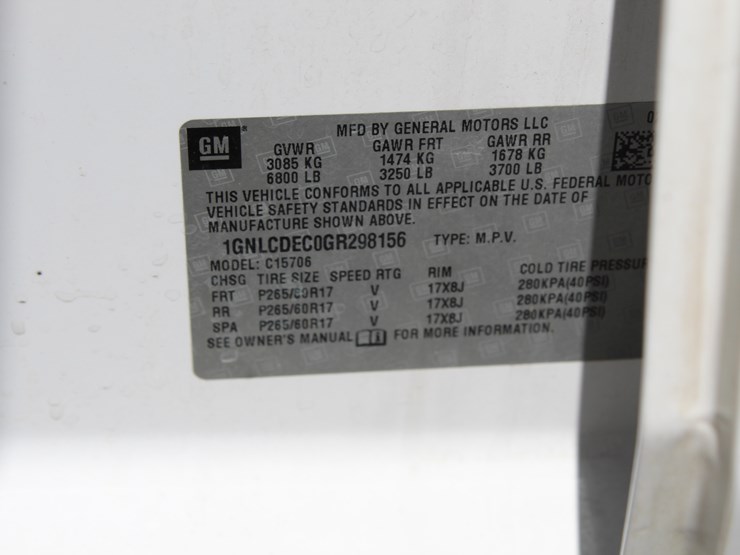 GM
MFD BY GENERAL MOTORS LLC
GVWR GAWR FRT GAWR RR
3085 KG 1474 KG 1678 KG
6800 LB 3250 LB 3700 LB
THIS VEHICLE CONFORMS TO ALL APPLICABLE U.S. FEDERAL
VEHICLE SAFETY STANDARDS IN EFFECT ON THE DATE OF
MANUFACTURE SHOWN ABOVE.
1GNLCDEC0GR298156 TYPE: M.P.V.
MODEL: C15706
CHSG TIRE SIZE SPEED RTG RIM COLD TIRE
FRT P265/60R17 V 17X8J 280KPA(40PSI)
RR P265/60R17 V 17X8J 280KPA(40PSI)
SPA P265/60R17 V 17X8J 280KPA(40PSI)
SEE OWNER'S MANUAL FOR MORE INFORMATION.